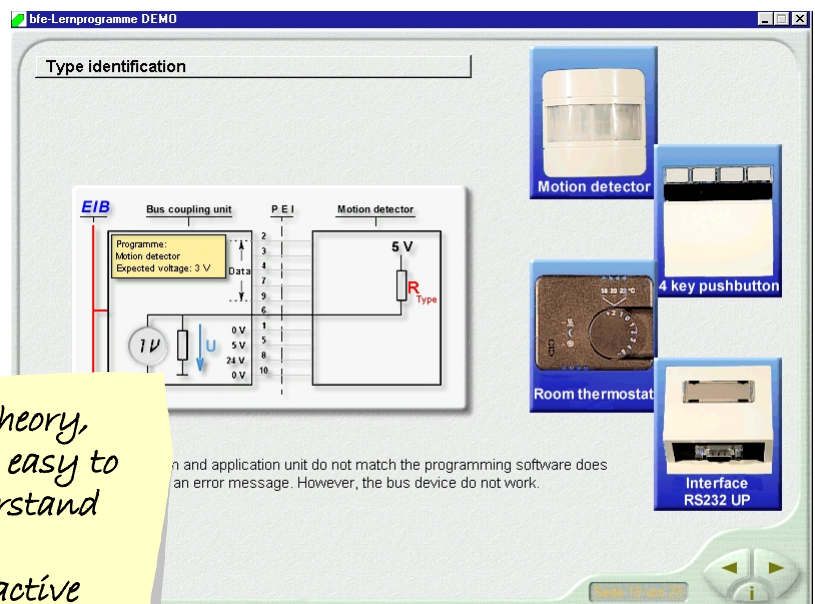 bfe-Lernprogramme DEMO
Type identification
EIB
Bus coupling unit
P E I
Motion detector
Programme:
Motion detector
Expected voltage: 3 V
Data
2
3
4
7
9
6
1
5
8
10
0 V
5 V
24 V
0 V
U
5 V
R
Type
Motion detector
4 key pushbutton
18 20 22 °C
Room thermostat
Interface
RS232 UP
and application unit do not match the programming software does
an error message. However, the bus device do not work.
heory,
easy to
rstand
active
i